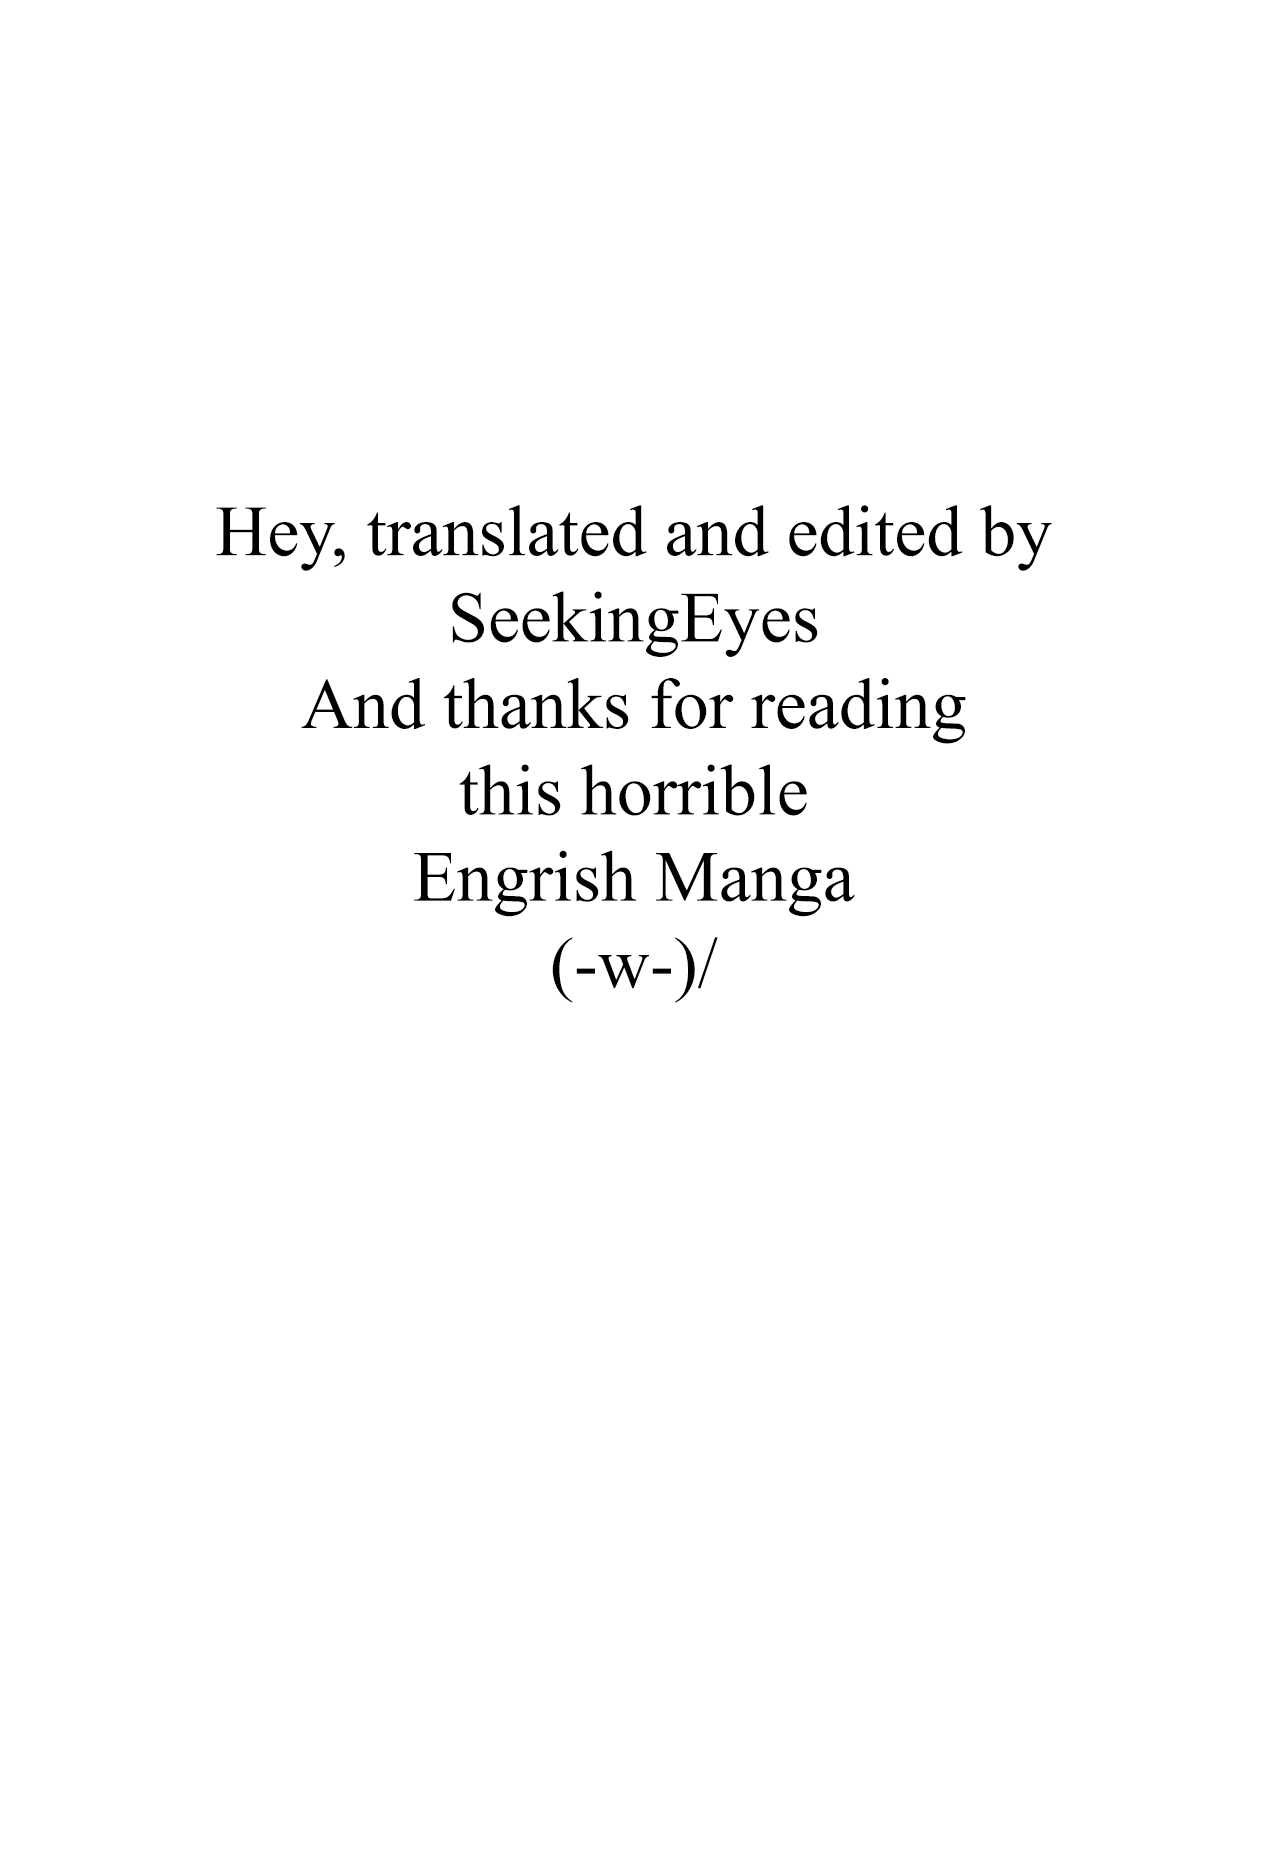 Hey, translated and edited by
SeekingEyes
And thanks for reading
this horrible
Engrish Manga
(-w-)/